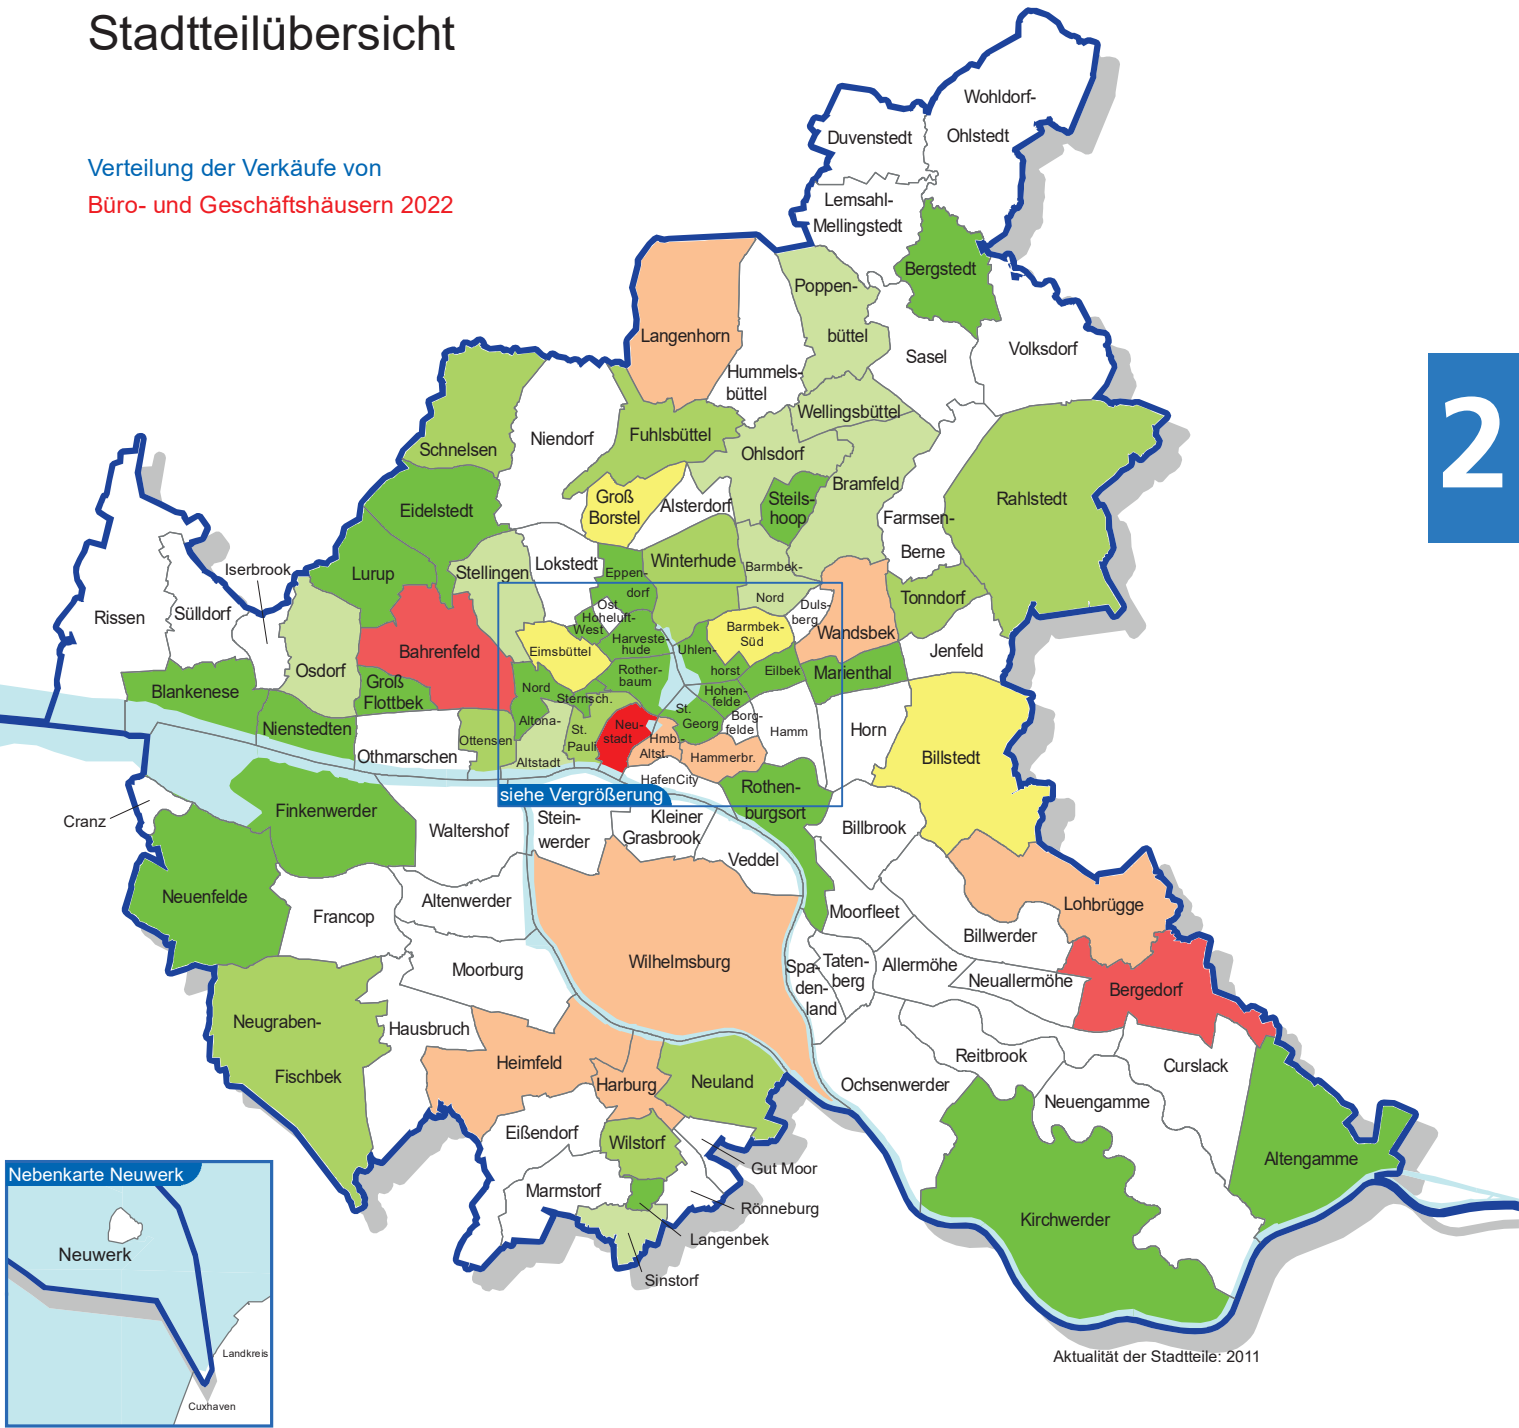 Stadtteilübersicht
Verteilung der Verkäufe von
Büro- und Geschäftshäusern 2022
2
Wohldorf-
Ohlstedt
Duvenstedt
Lemsahl-
Mellingstedt
Bergstedt
Poppen-
büttel
Langenhorn
Hummels-
büttel
Sasel
Volksdorf
Wellingsbüttel
Schnelsen
Niendorf
Fuhlsbüttel
Ohlsdorf
Bramfeld
Rahlstedt
Groß
Borstel
Alsterdorf
Steils-
hoop
Eidelstedt
Farmsen-
Berne
Lokstedt
Winterhude
Barmbek-
Nord
Iserbrook
Lurup
Stellingen
Eppen-
dorf
Tonndorf
Rissen
Sülldorf
Ost
Hoheluft-
West
Duls-
berg
Wandsbek
Barmbek-
Süd
Harveste-
hude
Uhlen-
horst
Jenfeld
Bahrenfeld
Eimsbüttel
Osdorf
Rother-
baum
Eilbek
Marienthal
Blankenese
Groß
Flottbek
Nord
Altona-
Altstadt
Sternsch.
Hohen-
felde
St.
Georg
Borg-
felde
Hamm
Horn
Billstedt
Nienstedten
Othmarschen
Ottensen
St.
Pauli
Neu-
stadt
Hmb.-
Altst.
Hammerbr.
HafenCity
siehe Vergrößerung
Rothen-
burgsort
Cranz
Finkenwerder
Waltershof
Stein-
werder
Kleiner
Grasbrook
Veddel
Billbrook
Neuenfelde
Francop
Altenwerder
Moorfleet
Lohbrügge
Billwerder
Moorburg
Wilhelmsburg
Spa-
den-
land
Taten-
berg
Allermöhe
Neuallermöhe
Bergedorf
Neugraben-
Fischbek
Hausbruch
Heimfeld
Harburg
Neuland
Reitbrook
Curslack
Ochsenwerder
Neuengamme
Eißendorf
Wilstorf
Gut Moor
Altengamme
Marmstorf
Rönneburg
Langenbek
Sinstorf
Kirchwerder
Nebenkarte Neuwerk
Neuwerk
Landkreis
Cuxhaven
Aktualität der Stadtteile: 2011